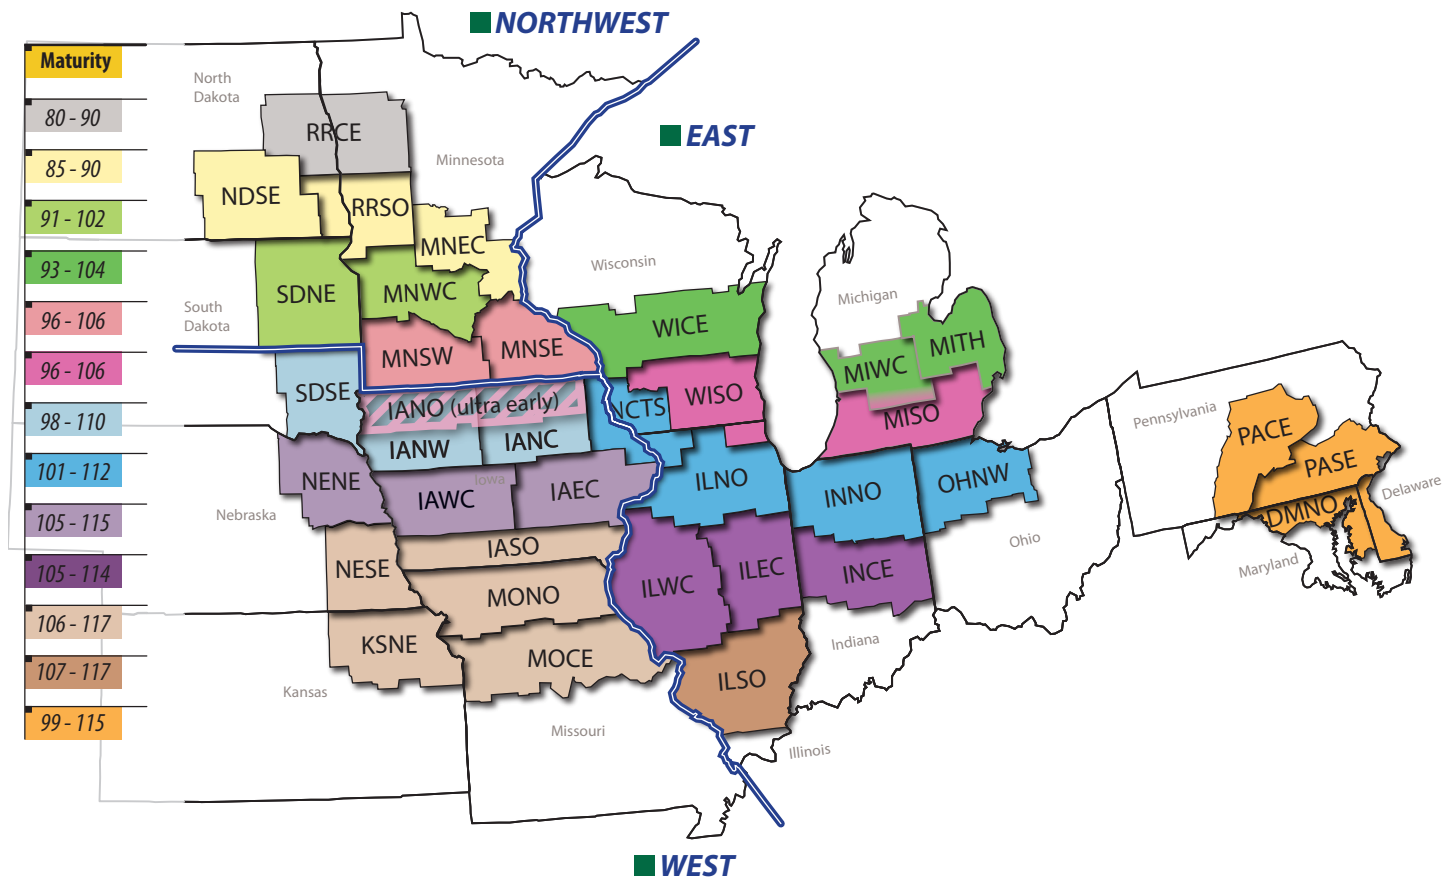 NORTHWEST
EAST
WEST
Maturity
80 - 90
85 - 90
91 - 102
93 - 104
96 - 106
96 - 106
98 - 110
101 - 112
105 - 115
105 - 114
106 - 117
107 - 117
99 - 115
North
Dakota
Minnesota
South
Dakota
Wisconsin
Michigan
Nebraska
Iowa
Kansas
Missouri
Illinois
Indiana
Ohio
Pennsylvania
Maryland
Delaware
RRCE
NDSE
RRSO
MNEC
SDNE
MNWC
MNSW
MNSE
WICE
MIWC
MITH
SDSE
IANO (ultra early)
NCTS
WISO
MISO
IANW
IANC
NENE
IAWC
IAEC
ILNO
INNO
OHNW
PACE
PASE
DMNO
NESE
IASO
MONO
ILWC
ILEC
INCE
KSNE
MOCE
ILSO